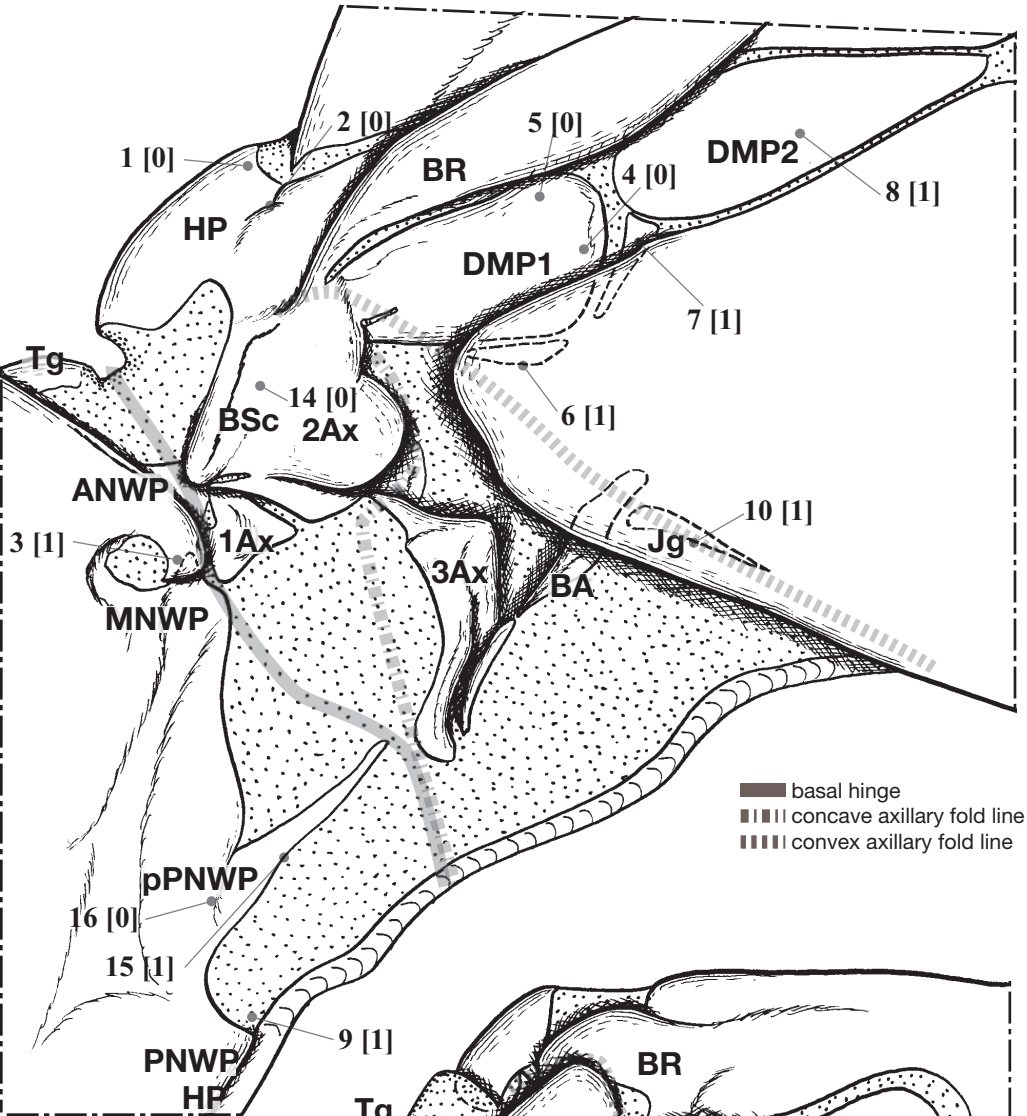 2 [0]
5 [0]
1 [0]
BR
4 [0]
DMP2
8 [1]
HP
DMP1
7 [1]
Tg
14 [0]
6 [1]
BSc
2Ax
ANWP
10 [1]
3 [1]
1Ax
Jg
3Ax
BA
MNWP
basal hinge
concave axillary fold line
convex axillary fold line
pPNWP
16 [0]
15 [1]
9 [1]
PNWP
BR
HP
Tg